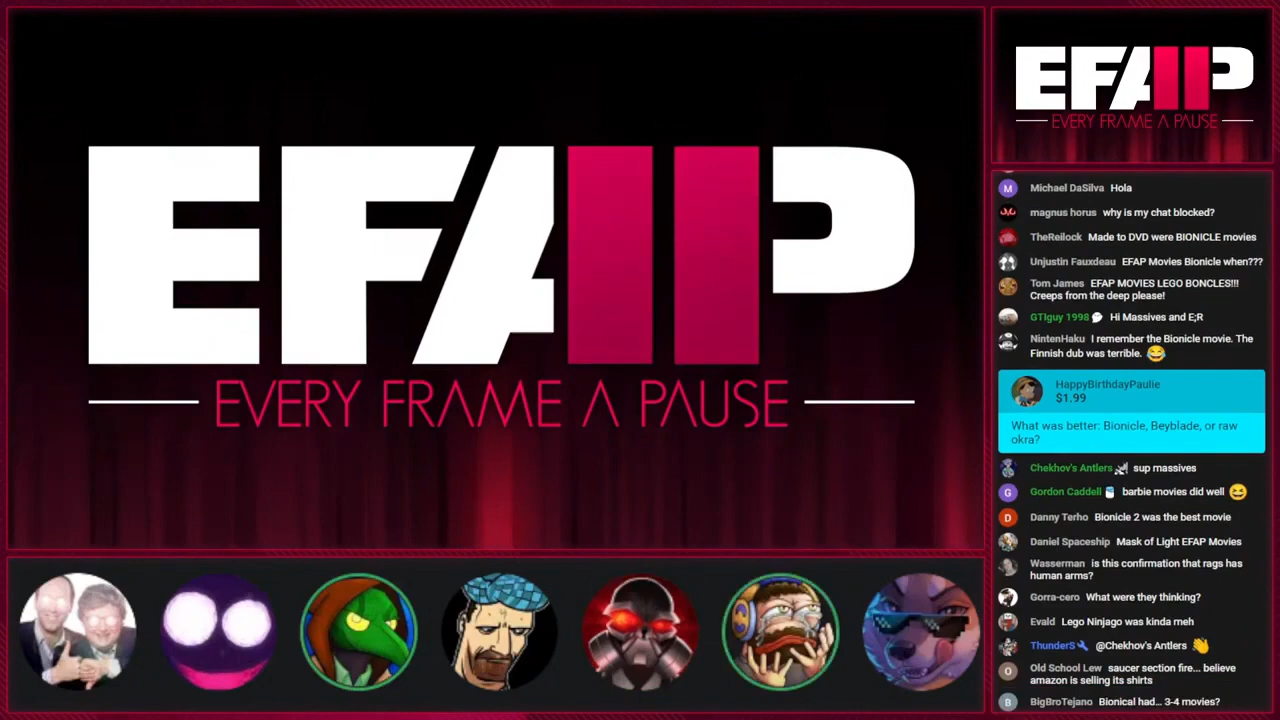 EFAP
EVERY FRAME A PAUSE
EFAP
EVERY FRAME A PAUSE
M Michael DaSilva Hola
magnus horus why is my chat blocked?
TheReilock Made to DVD were BIONICLE movies
Unjustin Fauxdeau EFAP Movies Bionicle when???
Tom James EFAP MOVIES LEGO BONCLES!!!
Creeps from the deep please!
GTIguy 1998 Hi Massives and E;R
NintenHaku I remember the Bionicle movie. The
Finnish dub was terrible. 😂
HappyBirthdayPaulie
$1.99
What was better: Bionicle, Beyblade, or raw
okra?
Chekhov's Antlers sup massives
G Gordon Caddell barbie movies did well 😆
D Danny Terho Bionicle 2 was the best movie
Daniel Spaceship Mask of Light EFAP Movies
Wasserman is this confirmation that rags has
human arms?
Gorra-cero What were they thinking?
Evald Lego Ninjago was kinda meh
ThunderS🔧 @Chekhov's Antlers 👋
O Old School Lew saucer section fire... believe
amazon is selling its shirts
B BigBroTejano Bionical had... 3-4 movies?